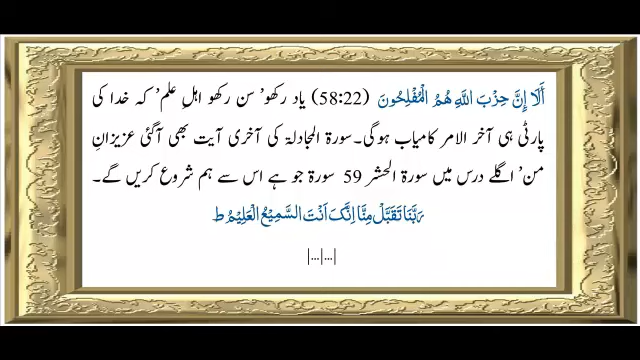 أَلَا إِنَّ حِزْبَ اللَّهِ هُمُ الْمُفْلِحُونَ (58:22) یاد رکھو’ سن رکھو اہلِ علم’ کہ خدا کی
پارٹی ہی آخر الامر کامیاب ہوگی۔ سورۃ المجادلۃ کی آخری آیت بھی آگئی عزیزانِ
من’ اگلے درس میں سورۃ الحشر 59 سورۃ جو ہے اس سے ہم شروع کریں گے۔
رَبَّنَا تَقَبَّلْ مِنَّا اِنَّکَ اَنْتَ السَّمِیْعُ الْعَلِیْمُ ط
|...|...|